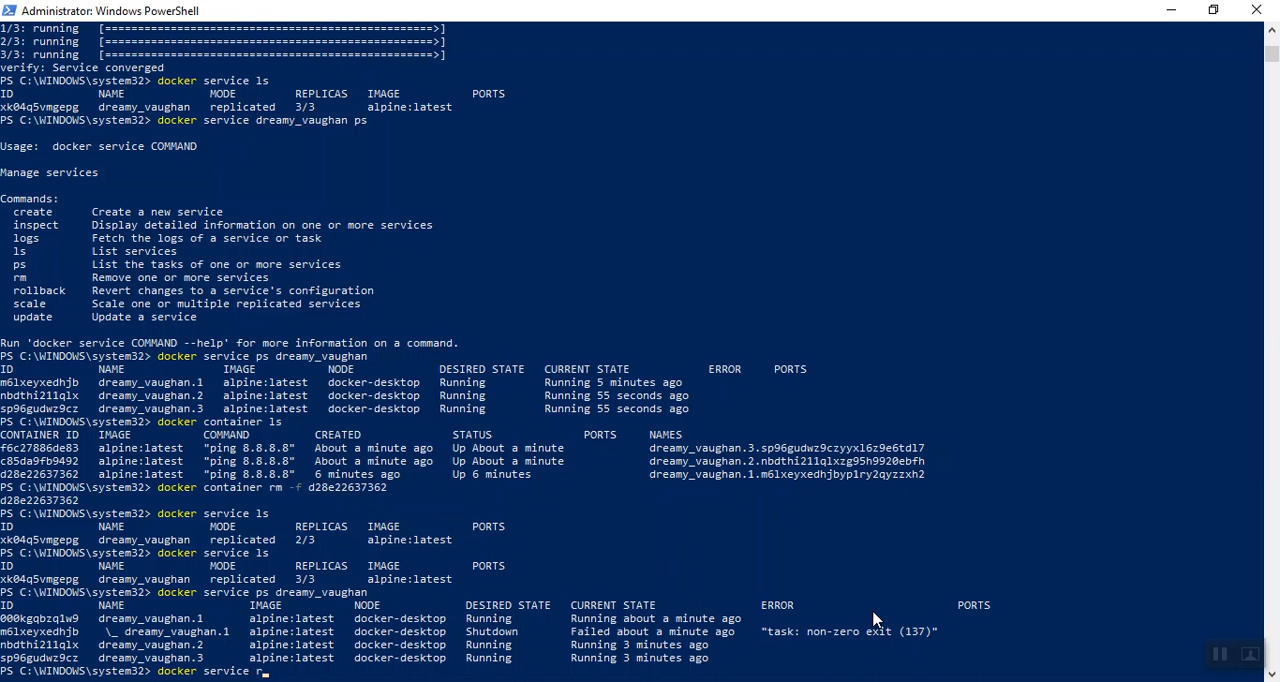 Administrator: Windows PowerShell
1/3: running   [==================================================>]
2/3: running   [==================================================>]
3/3: running   [==================================================>]
verify: Service converged
PS C:\WINDOWS\system32> docker service ls
ID            NAME           MODE         REPLICAS   IMAGE           PORTS
xk04q5vmgepg  dreamy_vaughan   replicated   3/3        alpine:latest
PS C:\WINDOWS\system32> docker service dreamy_vaughan ps
Usage:  docker service COMMAND
Manage services
Commands:
  create      Create a new service
  inspect     Display detailed information on one or more services
  logs        Fetch the logs of a service or task
  ls          List services
  ps          List the tasks of one or more services
  rm          Remove one or more services
  rollback    Revert changes to a service's configuration
  scale       Scale one or multiple replicated services
  update      Update a service
Run 'docker service COMMAND --help' for more information on a command.
PS C:\WINDOWS\system32> docker service ps dreamy_vaughan
ID             NAME               IMAGE           NODE             DESIRED STATE   CURRENT STATE            ERROR     PORTS
m6lxeyxedhjb   dreamy_vaughan.1   alpine:latest   docker-desktop   Running         Running 5 minutes ago
nbdthi211qlx   dreamy_vaughan.2   alpine:latest   docker-desktop   Running         Running 55 seconds ago
sp96gudwz9cz   dreamy_vaughan.3   alpine:latest   docker-desktop   Running         Running 55 seconds ago
PS C:\WINDOWS\system32> docker container ls
CONTAINER ID   IMAGE           COMMAND          CREATED              STATUS              PORTS     NAMES
f6c27886de83   alpine:latest   "ping 8.8.8.8"   About a minute ago   Up About a minute             dreamy_vaughan.3.sp96gudwz9czyyxl6z9e6tdl7
c85da9fb9492   alpine:latest   "ping 8.8.8.8"   About a minute ago   Up About a minute             dreamy_vaughan.2.nbdthi211qlxzg95h9920ebfh
d28e22637362   alpine:latest   "ping 8.8.8.8"   6 minutes ago        Up 6 minutes                  dreamy_vaughan.1.m6lxeyxedhjbyp1ry2qyzzxh2
PS C:\WINDOWS\system32> docker container rm -f d28e22637362
d28e22637362
PS C:\WINDOWS\system32> docker service ls
ID             NAME             MODE         REPLICAS   IMAGE           PORTS
xk04q5vmgepg   dreamy_vaughan   replicated   2/3        alpine:latest
PS C:\WINDOWS\system32> docker service ls
ID             NAME             MODE         REPLICAS   IMAGE           PORTS
xk04q5vmgepg   dreamy_vaughan   replicated   3/3        alpine:latest
PS C:\WINDOWS\system32> docker service ps dreamy_vaughan
ID             NAME                   IMAGE           NODE             DESIRED STATE   CURRENT STATE                ERROR                         PORTS
000kgqbzqlw9   dreamy_vaughan.1       alpine:latest   docker-desktop   Running         Running about a minute ago
m6lxeyxedhjb    \_ dreamy_vaughan.1   alpine:latest   docker-desktop   Shutdown        Failed about a minute ago    "task: non-zero exit (137)"
nbdthi211qlx   dreamy_vaughan.2       alpine:latest   docker-desktop   Running         Running 3 minutes ago
sp96gudwz9cz   dreamy_vaughan.3       alpine:latest   docker-desktop   Running         Running 3 minutes ago
PS C:\WINDOWS\system32> docker service r